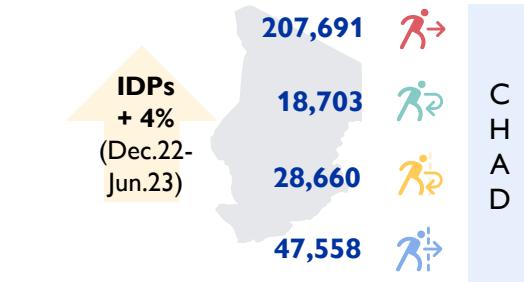 IDPs
+ 4%
(Dec.22-
Jun.23)
207,691
18,703
28,660
47,558
C
H
A
D